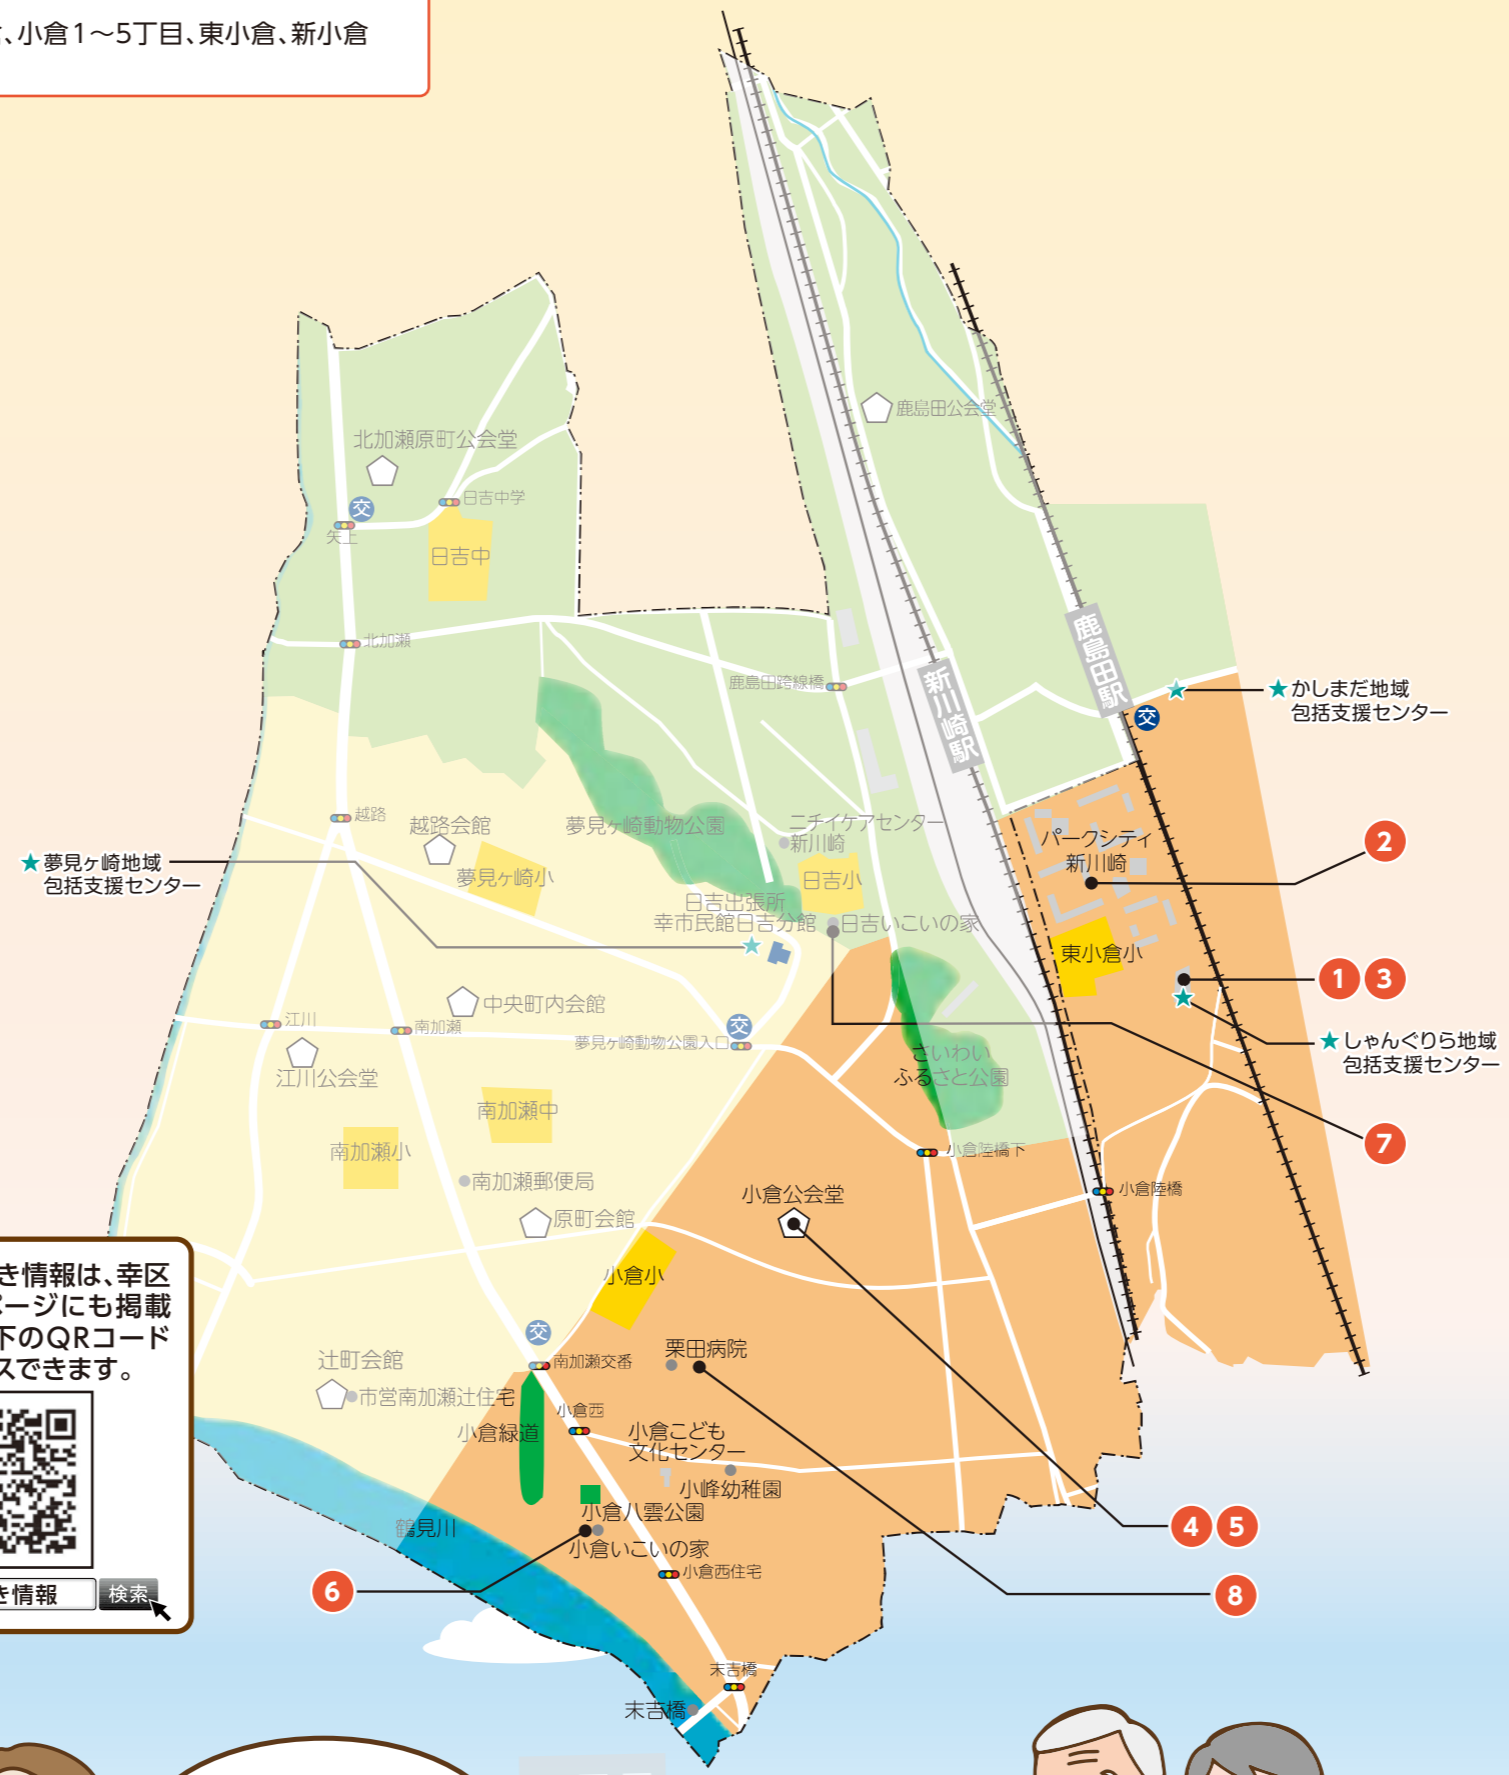 、小倉1〜5丁目、東小倉、新小倉
鹿島田公会堂
北加瀬原町公会堂
日吉中学
交
矢上
日吉中
北加瀬
鹿島田跨線橋
新川崎駅
鹿島田駅
交
★かしまだ地域
包括支援センター
越路
越路会館
夢見ヶ崎動物公園
ニチイケアセンター
新川崎
パークシティ
新川崎
2
★夢見ヶ崎地域
包括支援センター
夢見ヶ崎小
日吉小
日吉出張所
幸市民館日吉分館
日吉いこいの家
東小倉小
1 3
中央町内会館
江川
南加瀬
交
夢見ヶ崎動物公園入口
★しゃんぐりら地域
包括支援センター
江川公会堂
さいわい
ふるさと公園
南加瀬中
7
南加瀬小
小倉陸橋下
南加瀬郵便局
小倉公会堂
小倉陸橋
原町会館
小倉小
き情報は、幸区
ページにも掲載
下のQRコード
スできます。
き情報
検索
交
辻町会館
南加瀬交番
栗田病院
市営南加瀬辻住宅
小倉西
小倉緑道
小倉こども
文化センター
小峰幼稚園
小倉八雲公園
鶴見川
4 5
小倉いこいの家
小倉西住宅
6
8
末吉橋
末吉橋